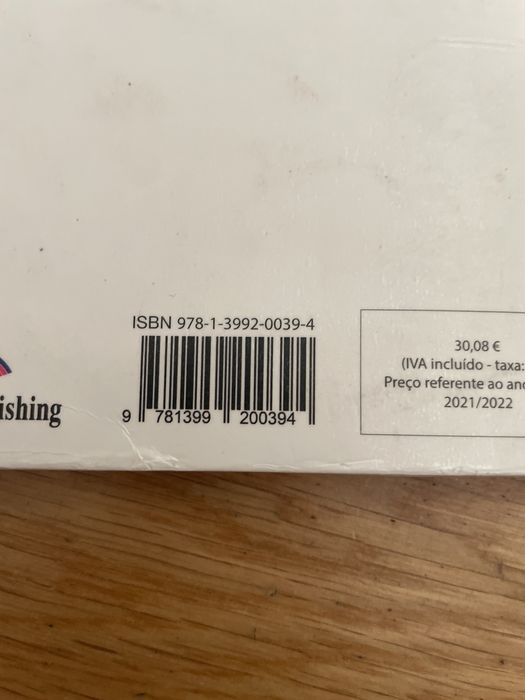 ISBN 978-1-3992-0039-4
9 781399 200394
ishing
30,08 €
(IVA incluído - taxa:
Preço referente ao an
2021/2022